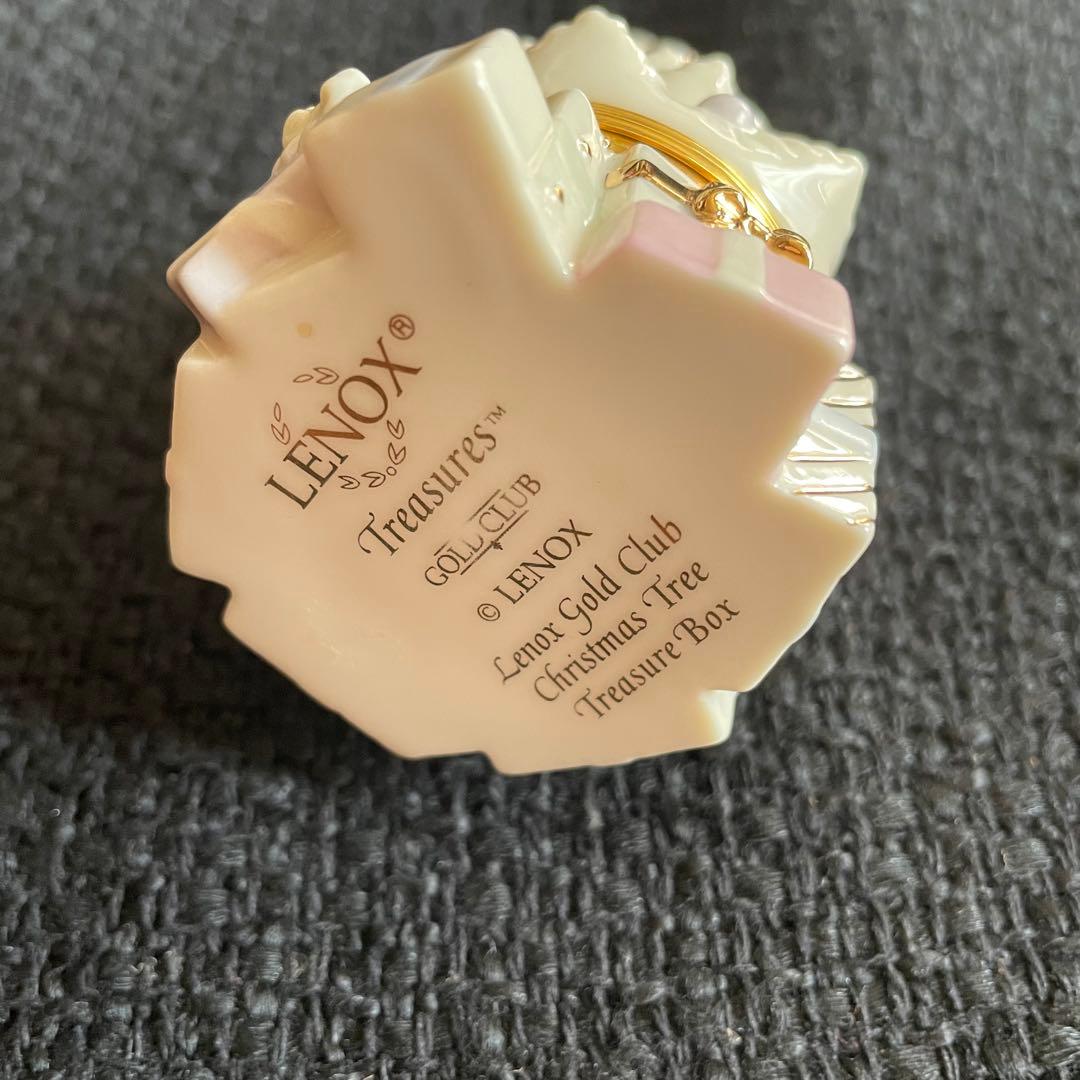 LENOX®
Treasures™
GOLD CLUB
© LENOX
Lenox Gold Club
Christmas Tree
Treasure Box